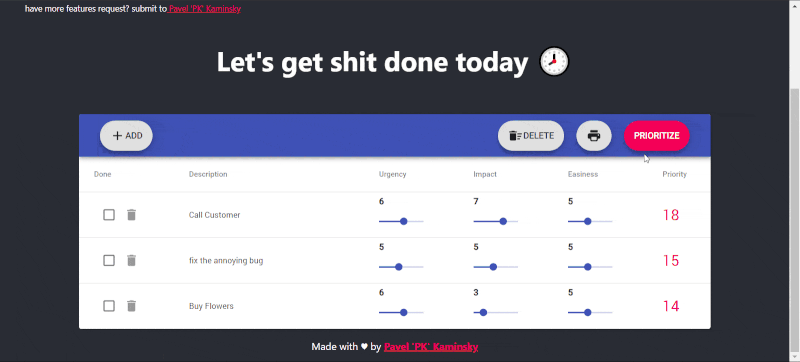 have more features request? submit to Pavel 'PK' Kaminsky
Let's get shit done today
ADD DELETE PRIORITIZE
Done Description Urgency Impact Easiness Priority
Call Customer 6 7 5 18
fix the annoying bug 5 5 5 15
Buy Flowers 6 3 5 14
Made with ♥ by Pavel 'PK' Kaminsky